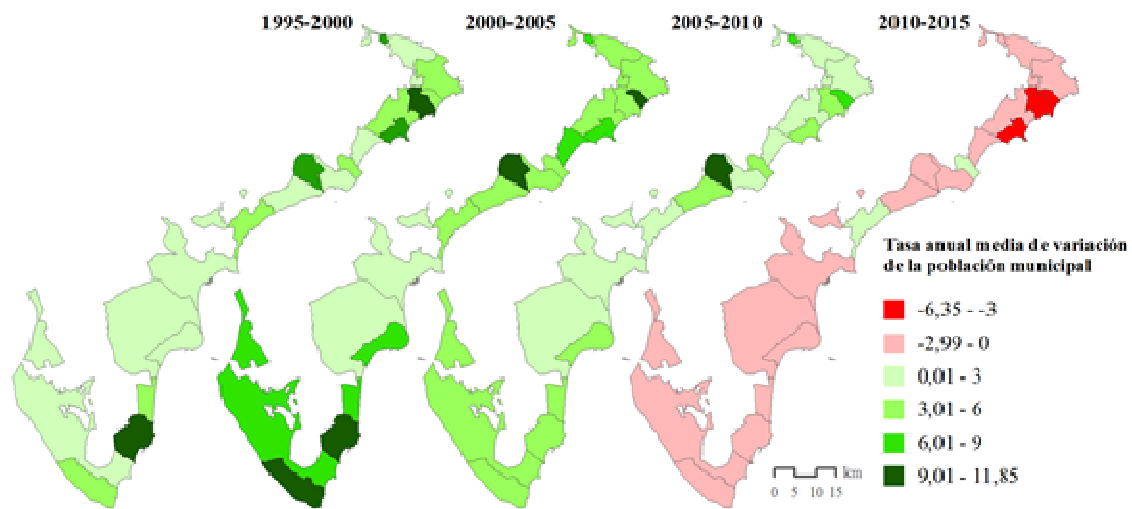 1995-2000
2000-2005
2005-2010
2010-2015
Tasa anual media de variación
de la población municipal
-6,35 - -3
-2,99 - 0
0,01 - 3
3,01 - 6
6,01 - 9
9,01 - 11,85
km
0 5 10 15